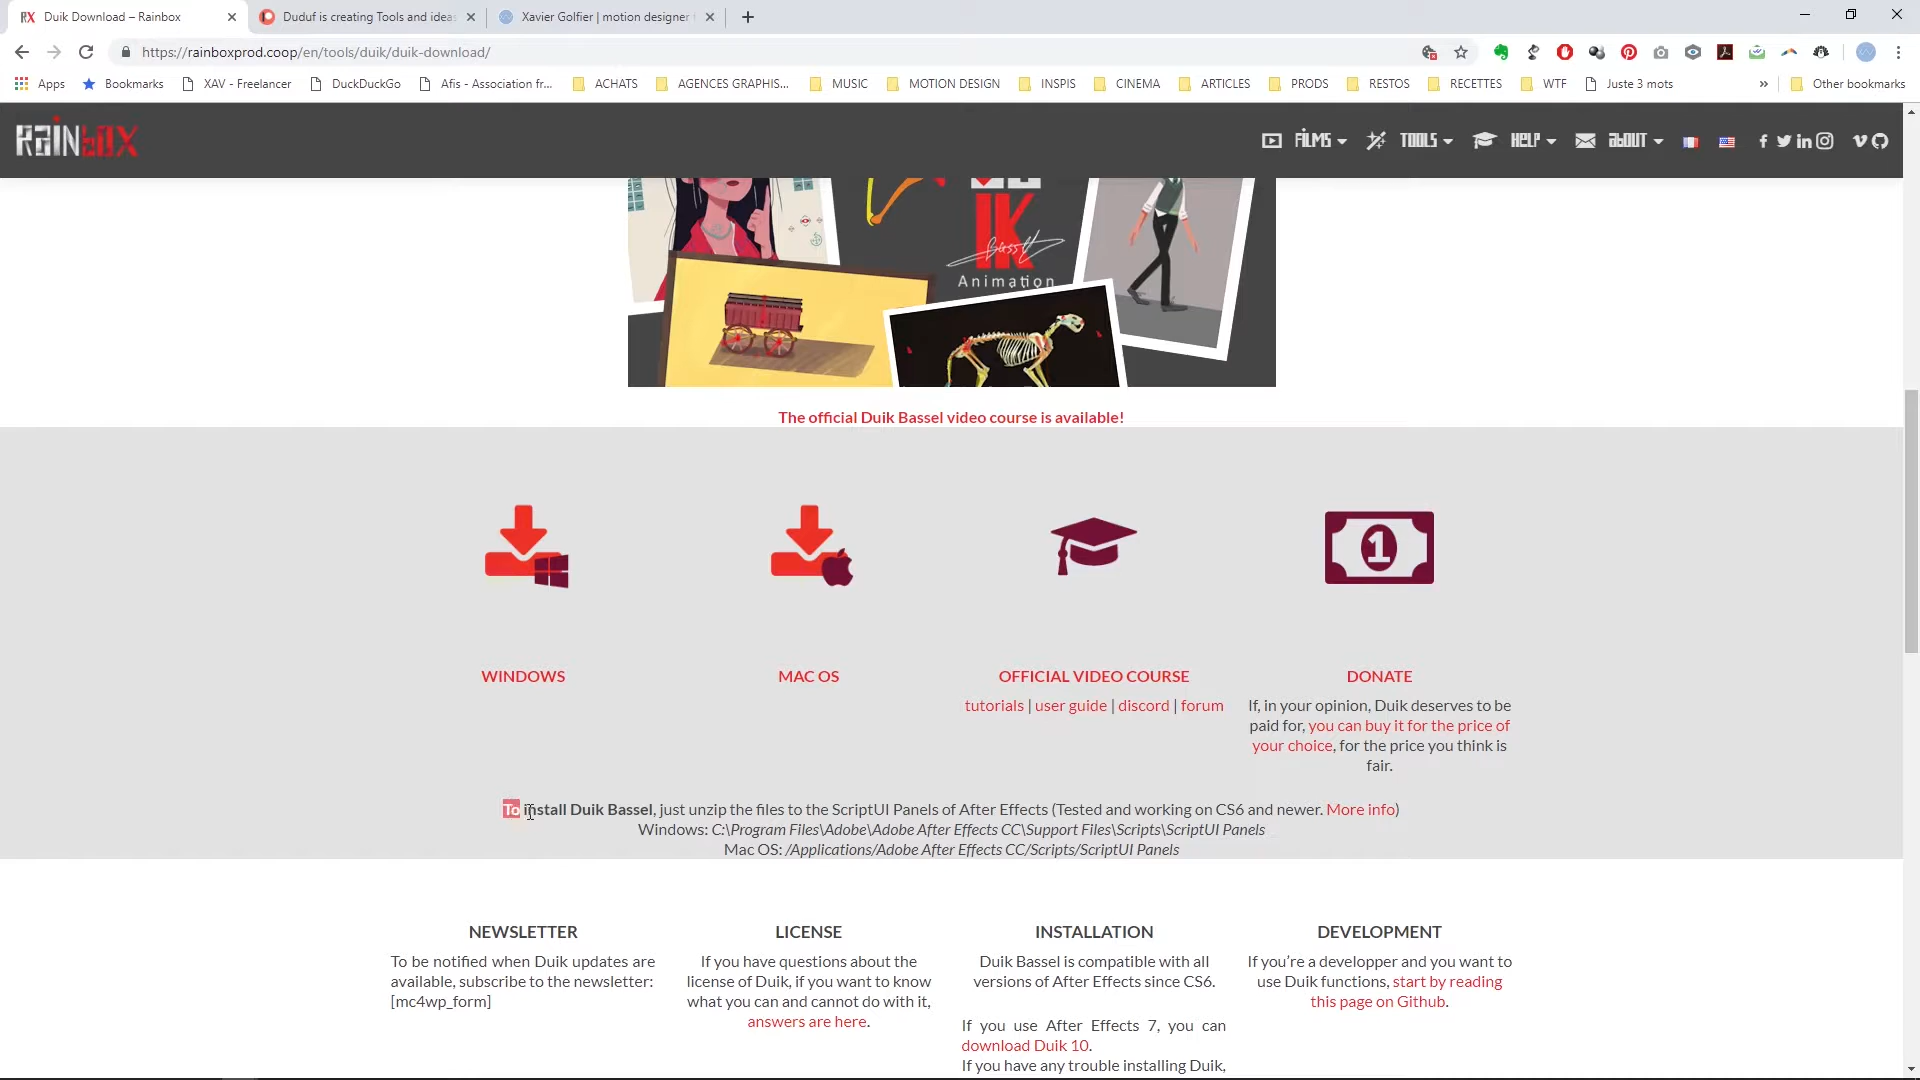 Duik Download – Rainbox
Duduf is creating Tools and ideas
Xavier Golfier | motion designer
https://rainboxprod.coop/en/tools/duik/duik-download/
Apps
Bookmarks
XAV - Freelancer
DuckDuckGo
Afis - Association fr...
ACHATS
AGENCES GRAPHIS...
MUSIC
MOTION DESIGN
INSPIS
CINEMA
ARTICLES
PRODS
RESTOS
RECETTES
WTF
Juste 3 mots
»
Other bookmarks
RAINBOX
FILMS
TOOLS
HELP
ABOUT
IK
Bassel
Animation
The official Duik Bassel video course is available!
WINDOWS
MAC OS
OFFICIAL VIDEO COURSE
tutorials | user guide | discord | forum
1
DONATE
If, in your opinion, Duik deserves to be
paid for, you can buy it for the price of
your choice, for the price you think is
fair.
To install Duik Bassel, just unzip the files to the ScriptUI Panels of After Effects (Tested and working on CS6 and newer. More info)
Windows: C:\Program Files\Adobe\Adobe After Effects CC\Support Files\Scripts\ScriptUI Panels
Mac OS: /Applications/Adobe After Effects CC/Scripts/ScriptUI Panels
NEWSLETTER
To be notified when Duik updates are
available, subscribe to the newsletter:
[mc4wp_form]
LICENSE
If you have questions about the
license of Duik, if you want to know
what you can and cannot do with it,
answers are here.
INSTALLATION
Duik Bassel is compatible with all
versions of After Effects since CS6.
If you use After Effects 7, you can
download Duik 10.
If you have any trouble installing Duik,
DEVELOPMENT
If you're a developper and you want to
use Duik functions, start by reading
this page on Github.